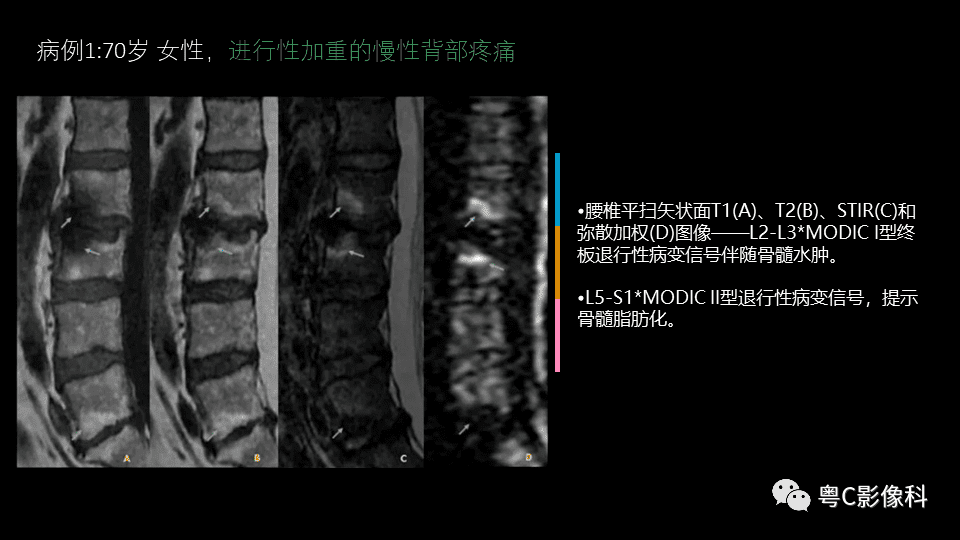 病例1:70岁 女性，进行性加重的慢性背部疼痛
•腰椎平扫矢状面T1(A)、T2(B)、STIR(C)和
弥散加权(D)图像——L2-L3*MODIC I型终
板退行性病变信号伴随骨髓水肿。
•L5-S1*MODIC II型退行性病变信号，提示
骨髓脂肪化。
A
B
C
D
粤C影像科